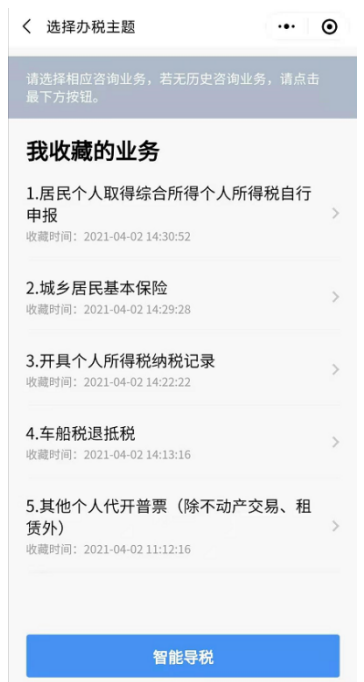 选择办税主题
请选择相应咨询业务，若无历史咨询业务，请点击
最下方按钮。
我收藏的业务
1.居民个人取得综合所得个人所得税自行
申报
收藏时间：2021-04-02 14:30:52
2.城乡居民基本保险
收藏时间：2021-04-02 14:29:28
3.开具个人所得税纳税记录
收藏时间：2021-04-02 14:22:22
4.车船税退抵税
收藏时间：2021-04-02 14:13:16
5.其他个人代开普票（除不动产交易、租
赁外）
收藏时间：2021-04-02 11:12:16
智能导税